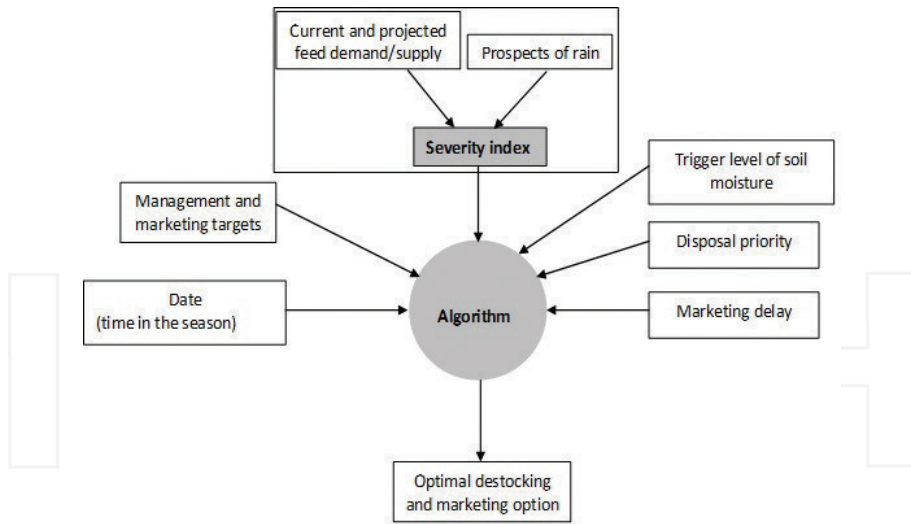 Current and projected
feed demand/supply
Prospects of rain
Severity index
Trigger level of soil
moisture
Management and
marketing targets
Disposal priority
Date
(time in the season)
Marketing delay
Algorithm
Optimal destocking
and marketing option